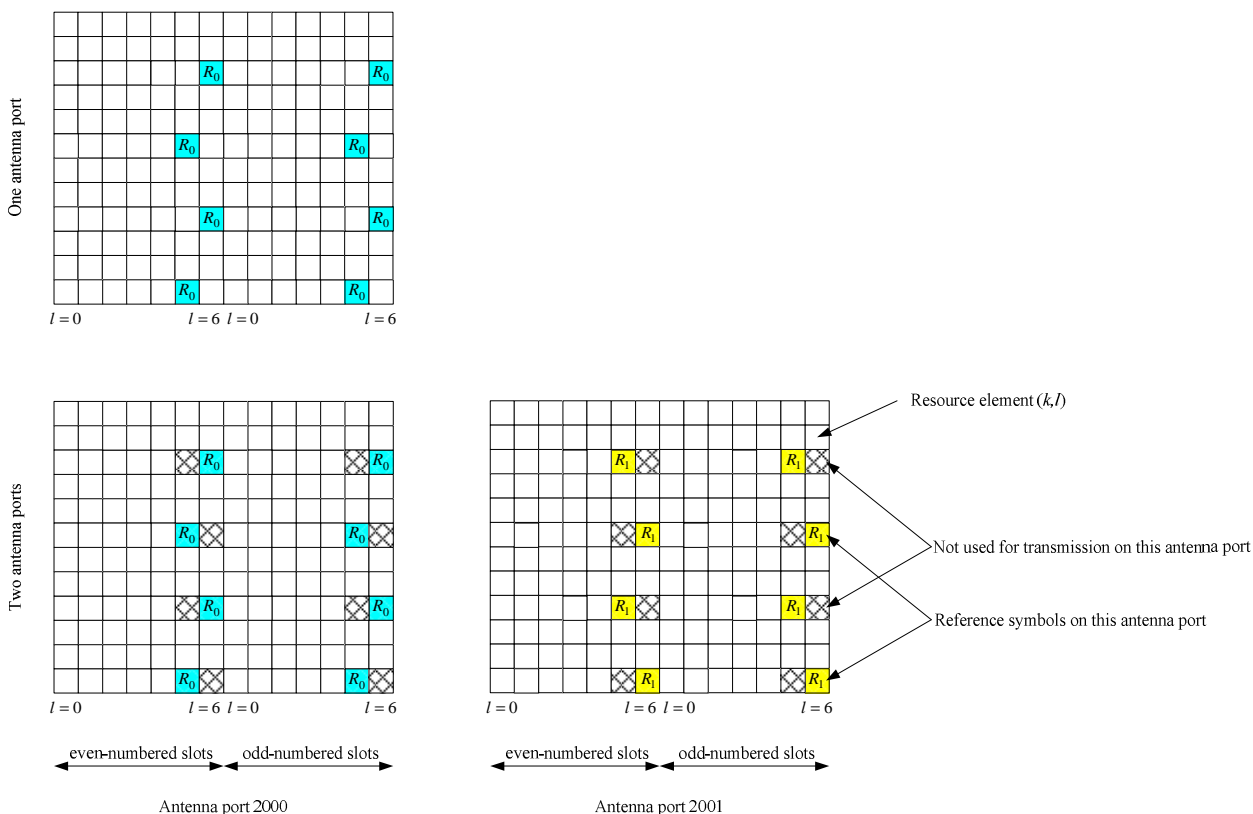 One antenna port
R0 R0
R0 R0
R0 R0
R0 R0
l = 0 l = 6 l = 0 l = 6
Two antenna ports
Resource element (k,l)
R0 R0 R1 R1
R0 R0 R1 R1
Not used for transmission on this antenna port
R0 R0 R1 R1
Reference symbols on this antenna port
R0 R0 R1 R1
l = 0 l = 6 l = 0 l = 6 l = 0 l = 6 l = 0 l = 6
even-numbered slots odd-numbered slots even-numbered slots odd-numbered slots
Antenna port 2000 Antenna port 2001